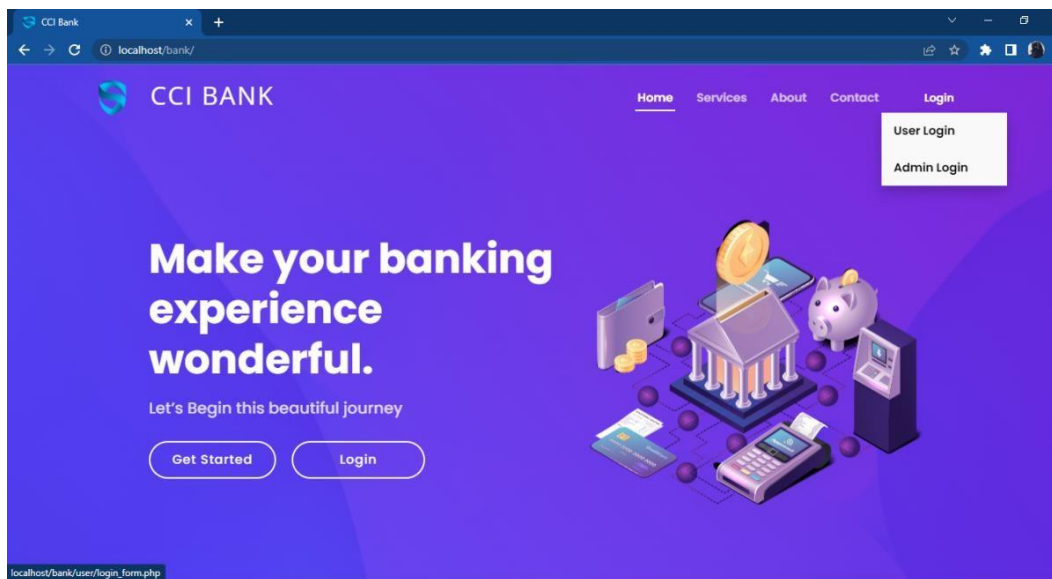 CCI Bank
localhost/bank/
CCI BANK
Home Services About Contact Login
User Login
Admin Login
Make your banking
experience
wonderful.
Let's Begin this beautiful journey
Get Started Login
localhost/bank/user/login_form.php